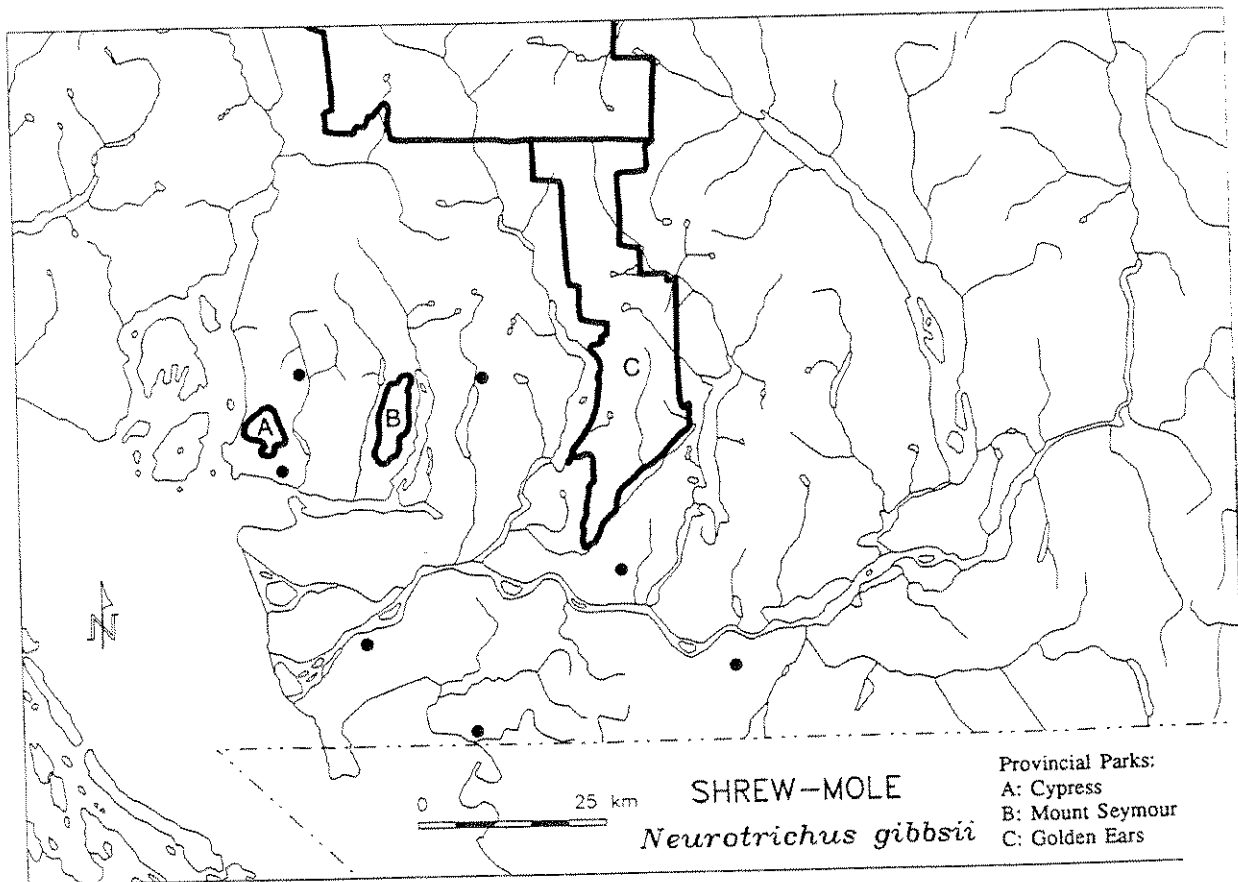 A
B
C
N
0 25 km
SHREW-MOLE
Neurotrichus gibbsii
Provincial Parks:
A: Cypress
B: Mount Seymour
C: Golden Ears